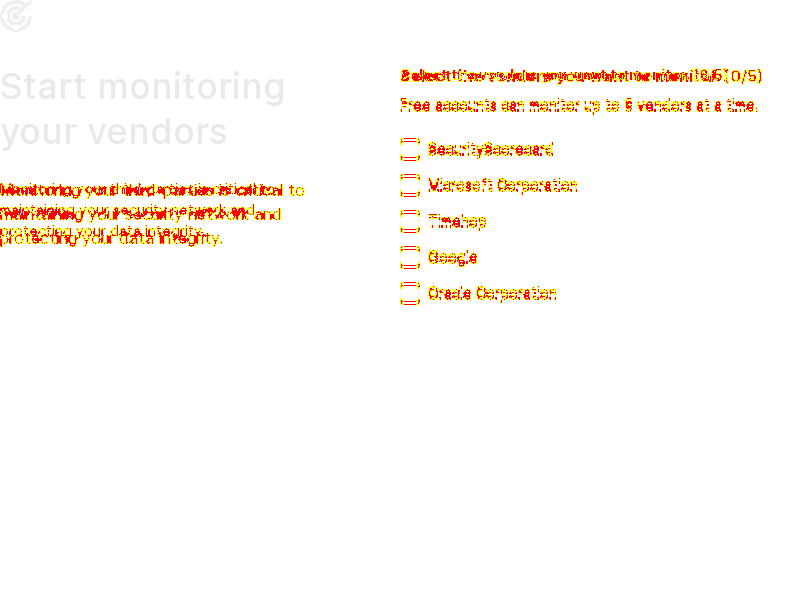 Start monitoring
your vendors
Monitoring your third-parties is critical to
maintaining your security network and
protecting your data integrity.
Select the vendors you want to monitor (0/5)
Free accounts can monitor up to 5 vendors at a time.
SecurityScorecard
Microsoft Corporation
Timehop
Google
Oracle Corporation